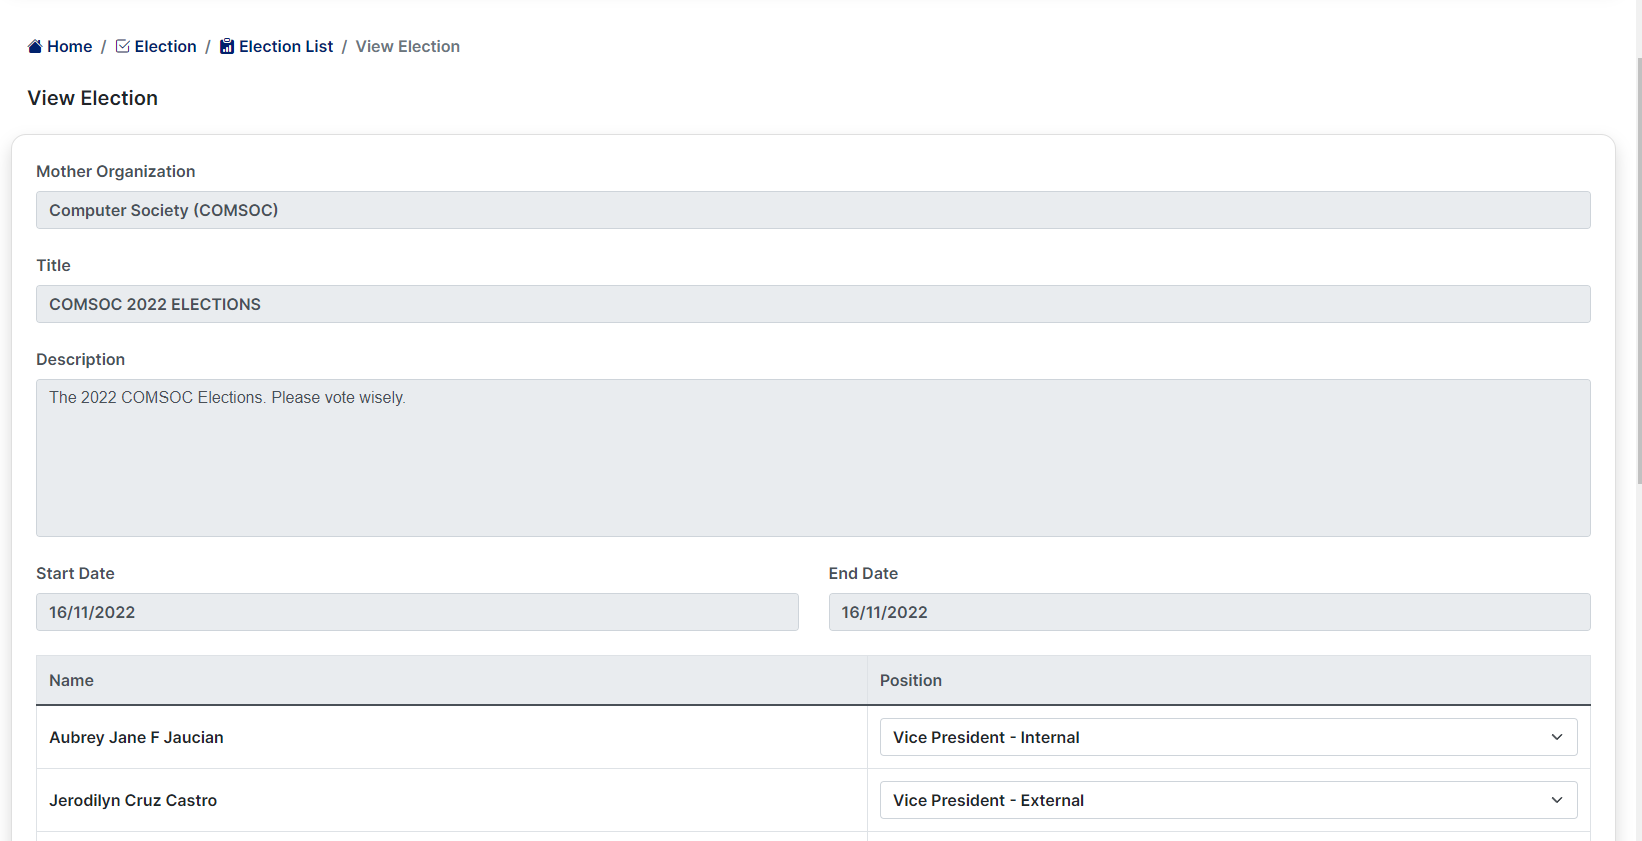 Home / Election / Election List / View Election
View Election
Mother Organization
Computer Society (COMSOC)
Title
COMSOC 2022 ELECTIONS
Description
The 2022 COMSOC Elections. Please vote wisely.
Start Date End Date
16/11/2022 16/11/2022
Name Position
Aubrey Jane F Jaucian Vice President - Internal
Jerodilyn Cruz Castro Vice President - External